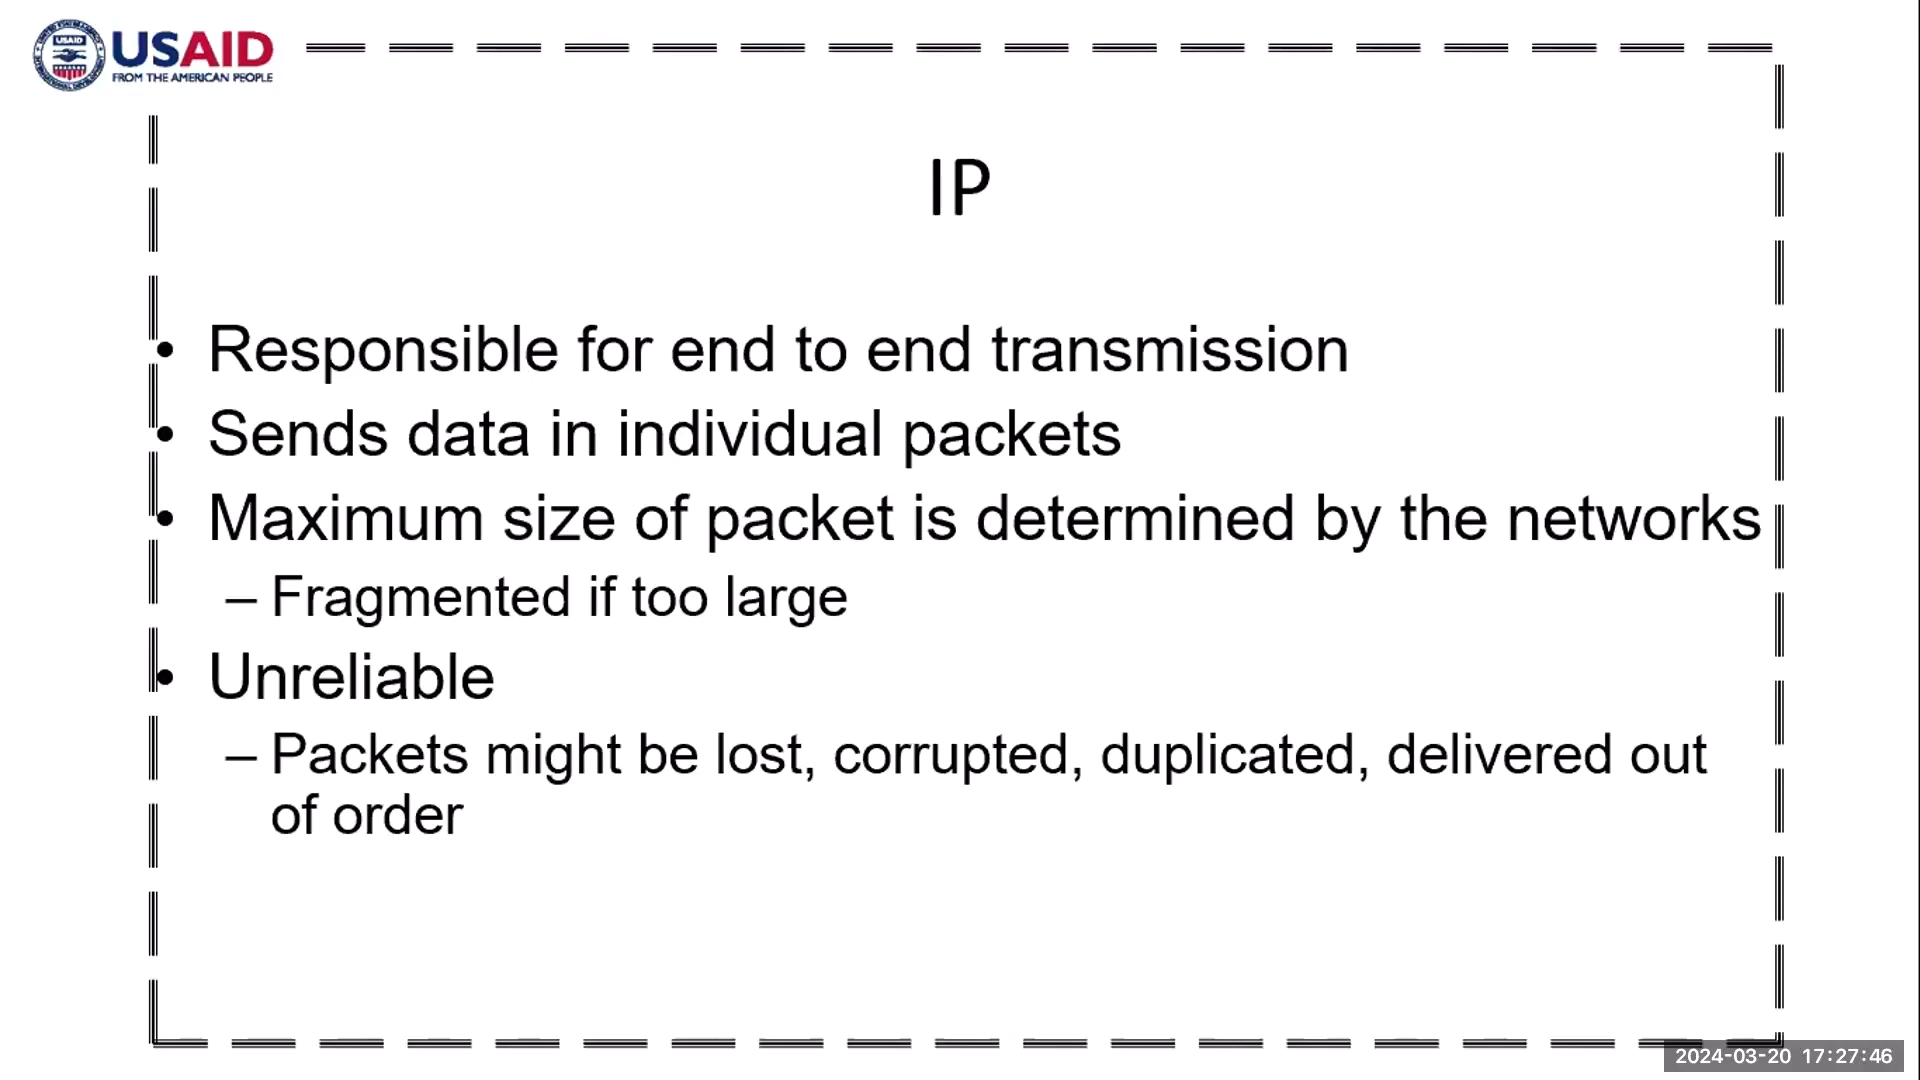 USAID
FROM THE AMERICAN PEOPLE
IP
• Responsible for end to end transmission
• Sends data in individual packets
• Maximum size of packet is determined by the networks
– Fragmented if too large
• Unreliable
– Packets might be lost, corrupted, duplicated, delivered out
of order
2024-03-20 17:27:46